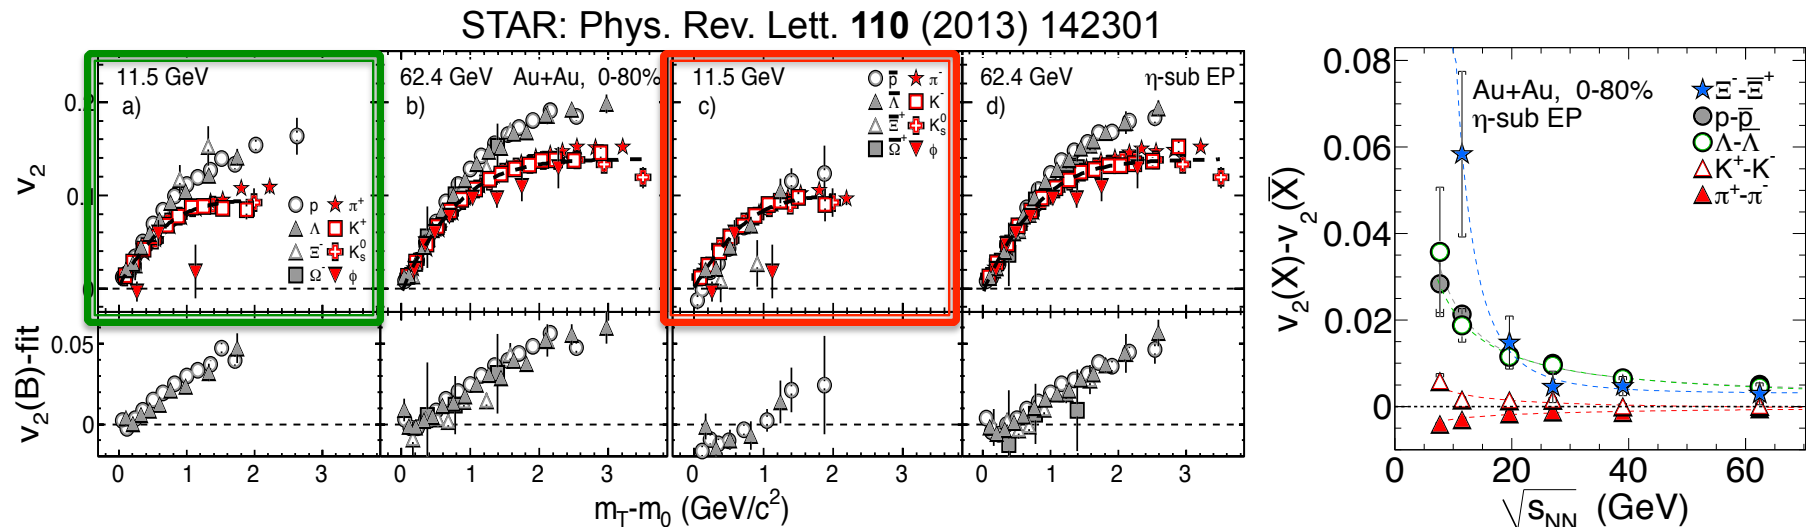 STAR: Phys. Rev. Lett. 110 (2013) 142301
v₂
0.2
0.1
0
11.5 GeV
a)
p π⁺
Λ K⁺
Ξ⁻ K⁰ₛ
Ω⁻ φ
62.4 GeV Au+Au, 0-80%
b)
11.5 GeV
c)
p̅ π⁻
Λ̅ K⁻
Ξ̅⁺ K⁰ₛ
Ω̅⁺ φ
62.4 GeV η-sub EP
d)
v₂(B)-fit
0.05
0
0 1 2 3
0 1 2 3
0 1 2 3
0 1 2 3
m_T-m₀ (GeV/c²)
v₂(X)-v₂(X̅)
0.08
0.06
0.04
0.02
0
Au+Au, 0-80%
η-sub EP
Ξ⁻-Ξ̅⁺
p-p̅
Λ-Λ̅
K⁺-K⁻
π⁺-π⁻
0 20 40 60
√s_NN (GeV)